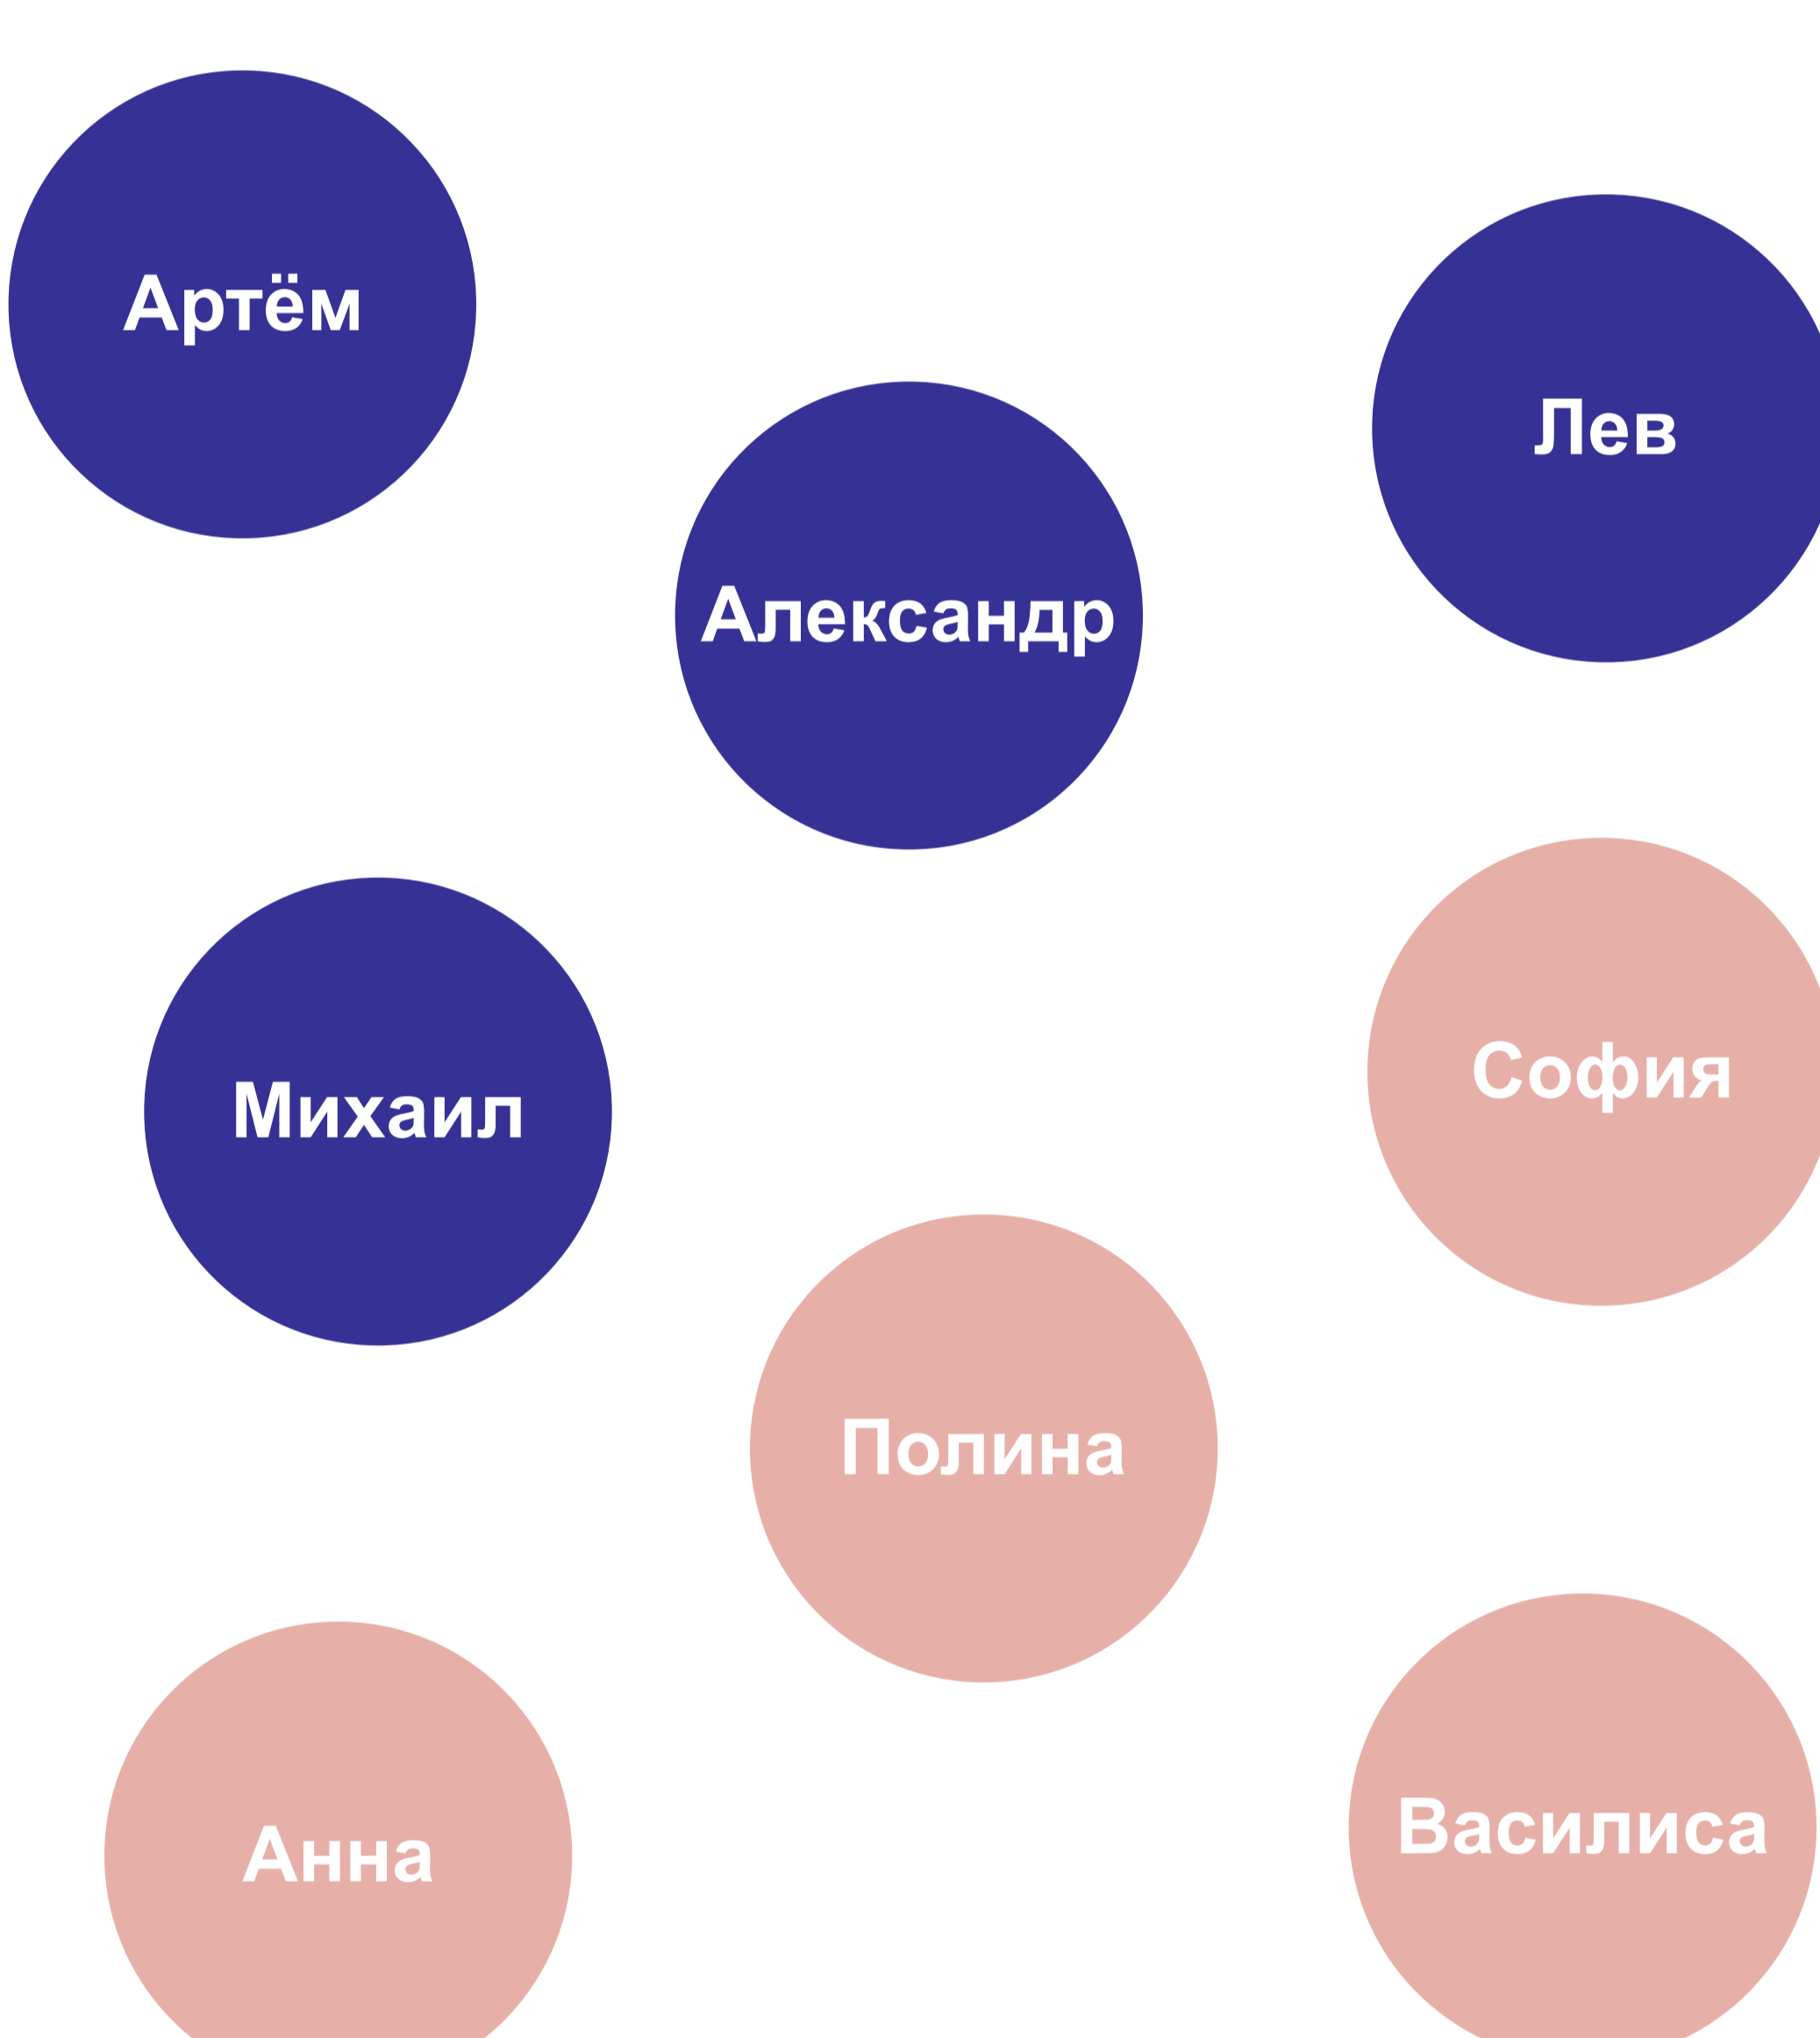 Артём
Лев
Александр
София
Михаил
Полина
Василиса
Анна